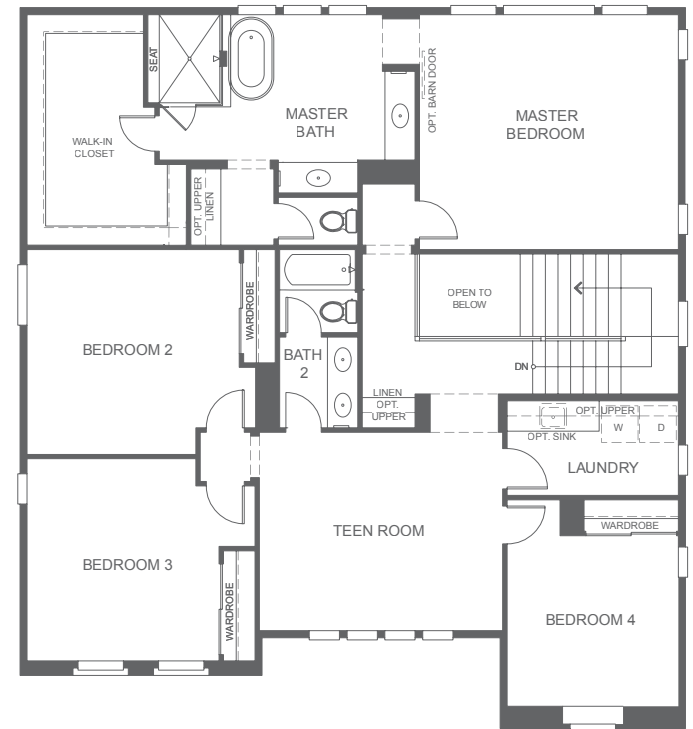 SEAT
OPT. BARN DOOR
MASTER
BATH
MASTER
BEDROOM
WALK-IN
CLOSET
OPT. UPPER
LINEN
WARDROBE
OPEN TO
BELOW
BEDROOM 2
BATH
2
DN
LINEN
OPT.
UPPER
OPT. UPPER
W
D
OPT. SINK
LAUNDRY
TEEN ROOM
WARDROBE
BEDROOM 3
WARDROBE
BEDROOM 4